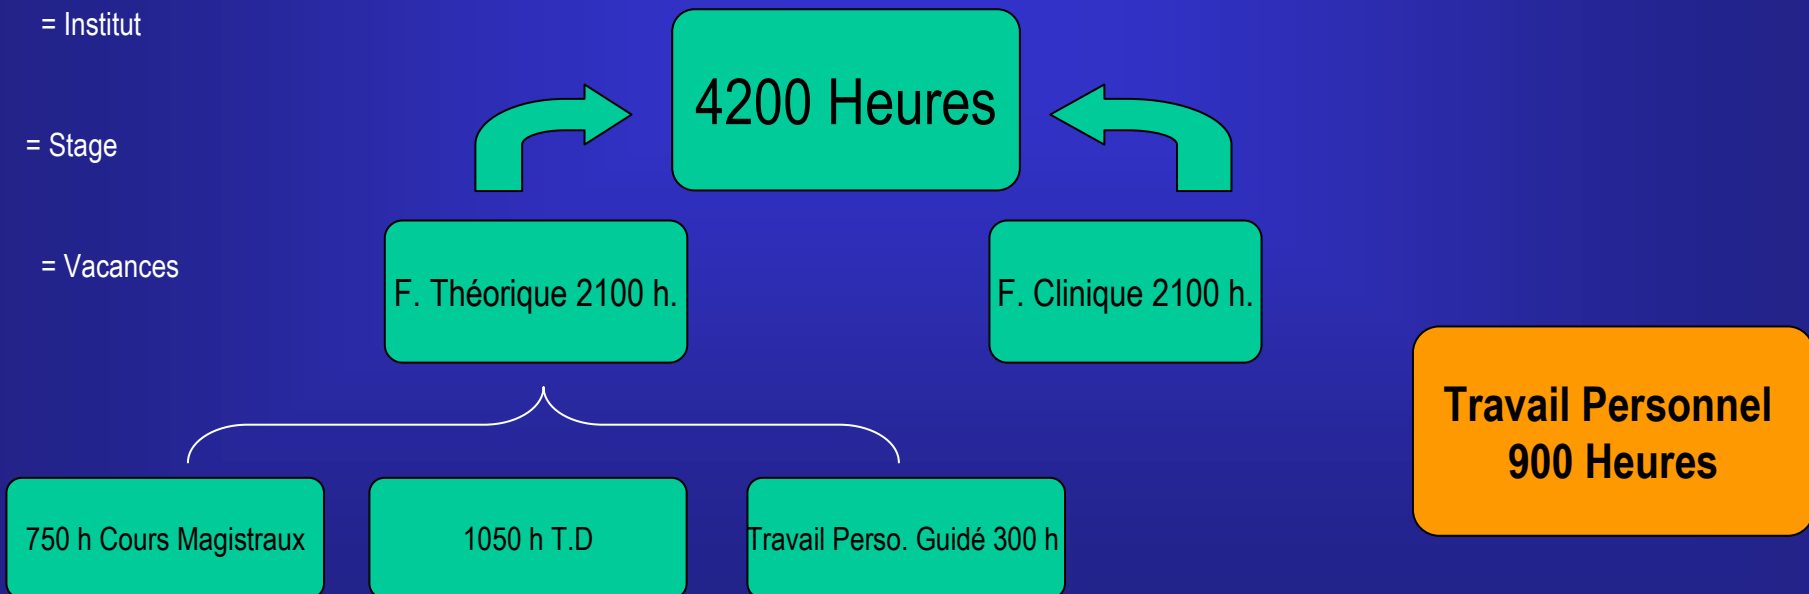 = Institut
4200 Heures
= Stage
= Vacances
F. Théorique 2100 h.
F. Clinique 2100 h.
Travail Personnel
900 Heures
750 h Cours Magistraux
1050 h T.D
Travail Perso. Guidé 300 h